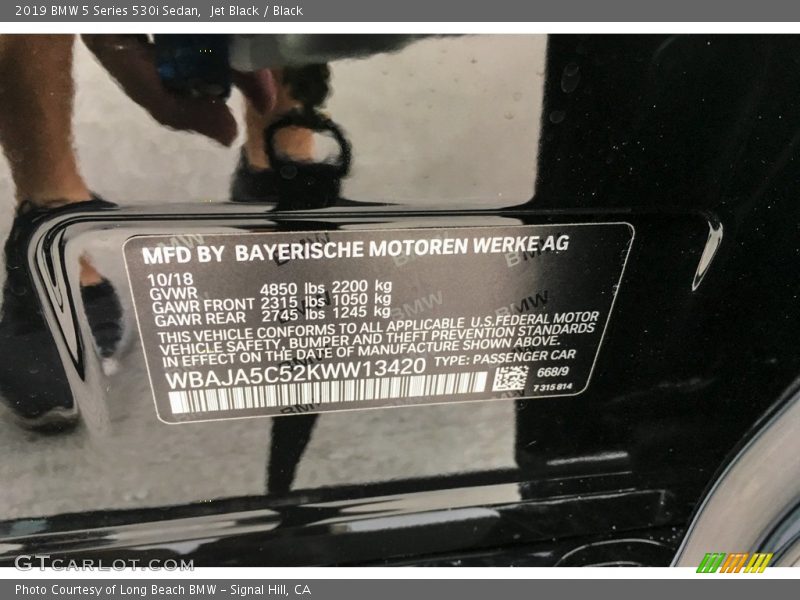 2019 BMW 5 Series 530i Sedan,  Jet Black / Black
MFD BY BAYERISCHE MOTOREN WERKE AG
10/18
GVWR 4850 lbs 2200 kg
GAWR FRONT 2315 lbs 1050 kg
GAWR REAR 2745 lbs 1245 kg
THIS VEHICLE CONFORMS TO ALL APPLICABLE U.S.FEDERAL MOTOR
VEHICLE SAFETY, BUMPER AND THEFT PREVENTION STANDARDS
IN EFFECT ON THE DATE OF MANUFACTURE SHOWN ABOVE.
WBAJA5C52KWW13420 TYPE: PASSENGER CAR
668/9
7 315 814
GTCARLOT.COM
Photo Courtesy of Long Beach BMW - Signal Hill, CA